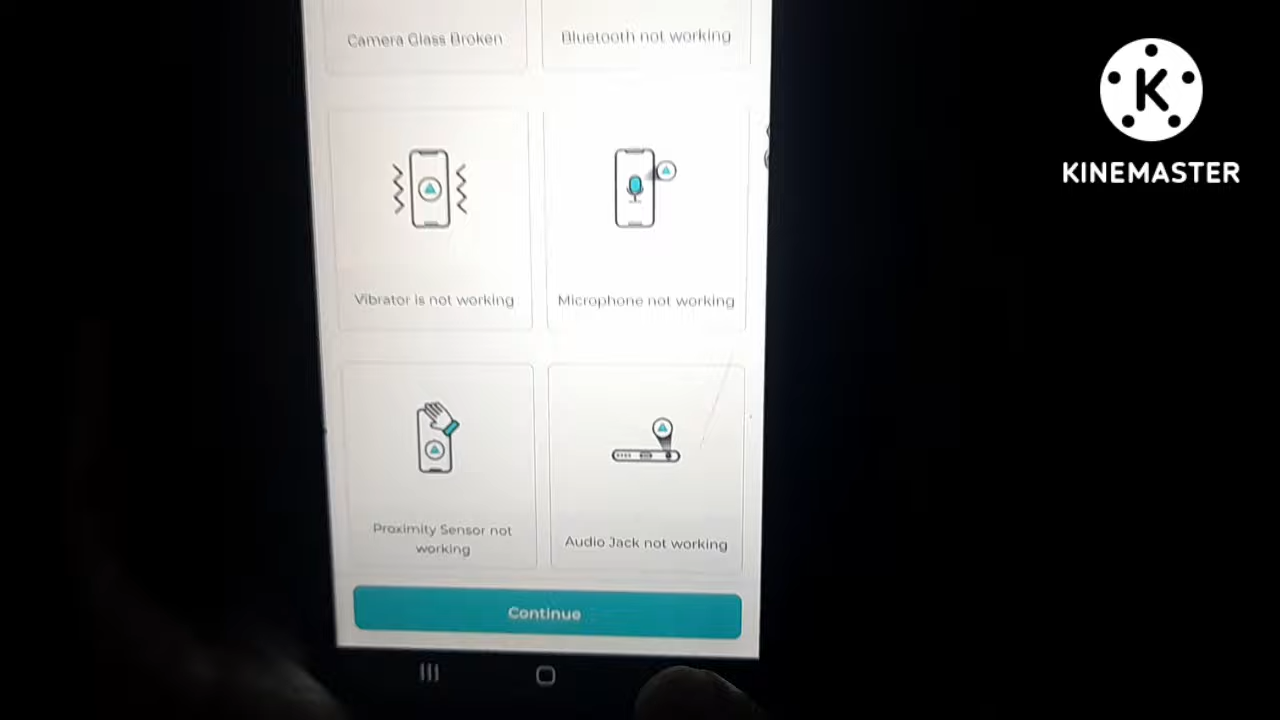 Camera Glass Broken
Bluetooth not working
K
KINEMASTER
Vibrator is not working
Microphone not working
Proximity Sensor not
working
Audio Jack not working
Continue